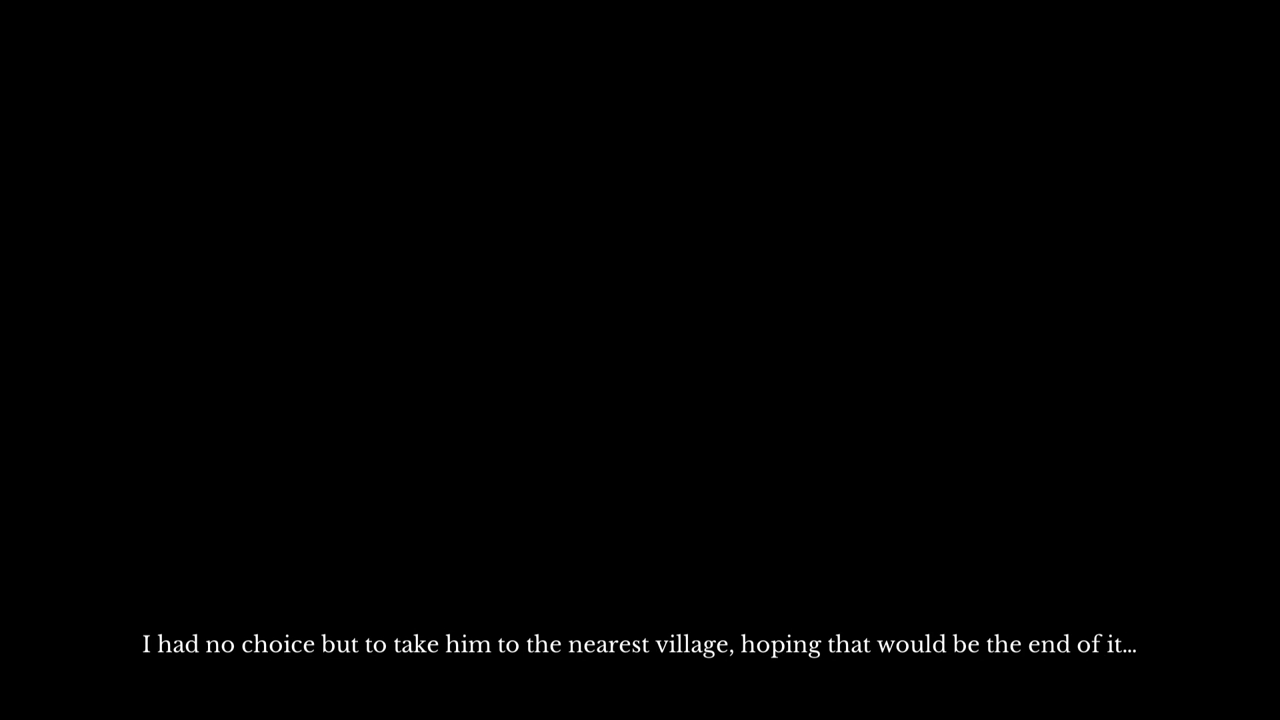 I had no choice but to take him to the nearest village, hoping that would be the end of it...